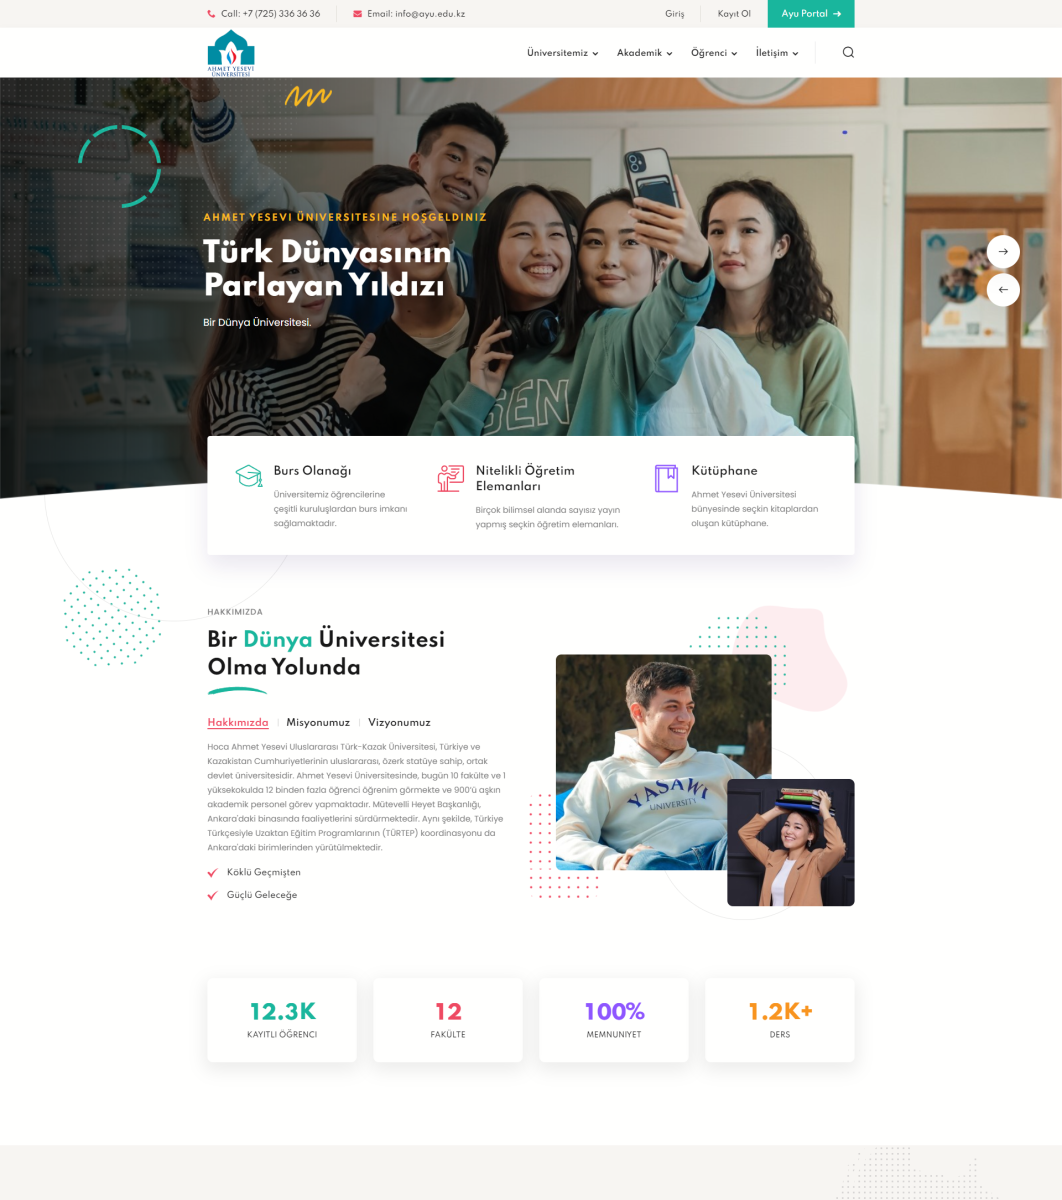 Call: +7 (725) 336 36 36
Email: info@ayu.edu.kz
Giriş
Kayıt Ol
Ayu Portal
AHMET YESEVI
ÜNİVERSİTESİ
Üniversitemiz
Akademik
Öğrenci
İletişim
AHMET YESEVI ÜNIVERSITESINE HOŞGELDINIZ
Türk Dünyasının
Parlayan Yıldızı
Bir Dünya Üniversitesi.
GEN
Burs Olanağı
Üniversitemiz öğrencilerine
çeşitli kuruluşlardan burs imkanı
sağlamaktadır.
Nitelikli Öğretim
Elemanları
Birçok bilimsel alanda sayısız yayın
yapmış seçkin öğretim elemanları.
Kütüphane
Ahmet Yesevi Üniversitesi
bünyesinde seçkin kitaplardan
oluşan kütüphane.
HAKKIMIZDA
Bir Dünya Üniversitesi
Olma Yolunda
Hakkımızda
Misyonumuz
Vizyonumuz
Hoca Ahmet Yesevi Uluslararası Türk-Kazak Üniversitesi, Türkiye ve
Kazakistan Cumhuriyetlerinin uluslararası, özerk statüye sahip, ortak
devlet üniversitesidir. Ahmet Yesevi Üniversitesinde, bugün 10 fakülte ve 1
yüksekokulda 12 binden fazla öğrenci öğrenim görmekte ve 900'ü aşkın
akademik personel görev yapmaktadır. Mütevelli Heyet Başkanlığı,
Ankara'daki binasında faaliyetlerini sürdürmektedir. Aynı şekilde, Türkiye
Türkçesiyle Uzaktan Eğitim Programlarının (TÜRTEP) koordinasyonu da
Ankara'daki birimlerinden yürütülmektedir.
Köklü Geçmişten
Güçlü Geleceğe
YASAWI
UNIVERSITY
12.3K
KAYITLI ÖĞRENCI
12
FAKÜLTE
100%
MEMNUNIYET
1.2K+
DERS